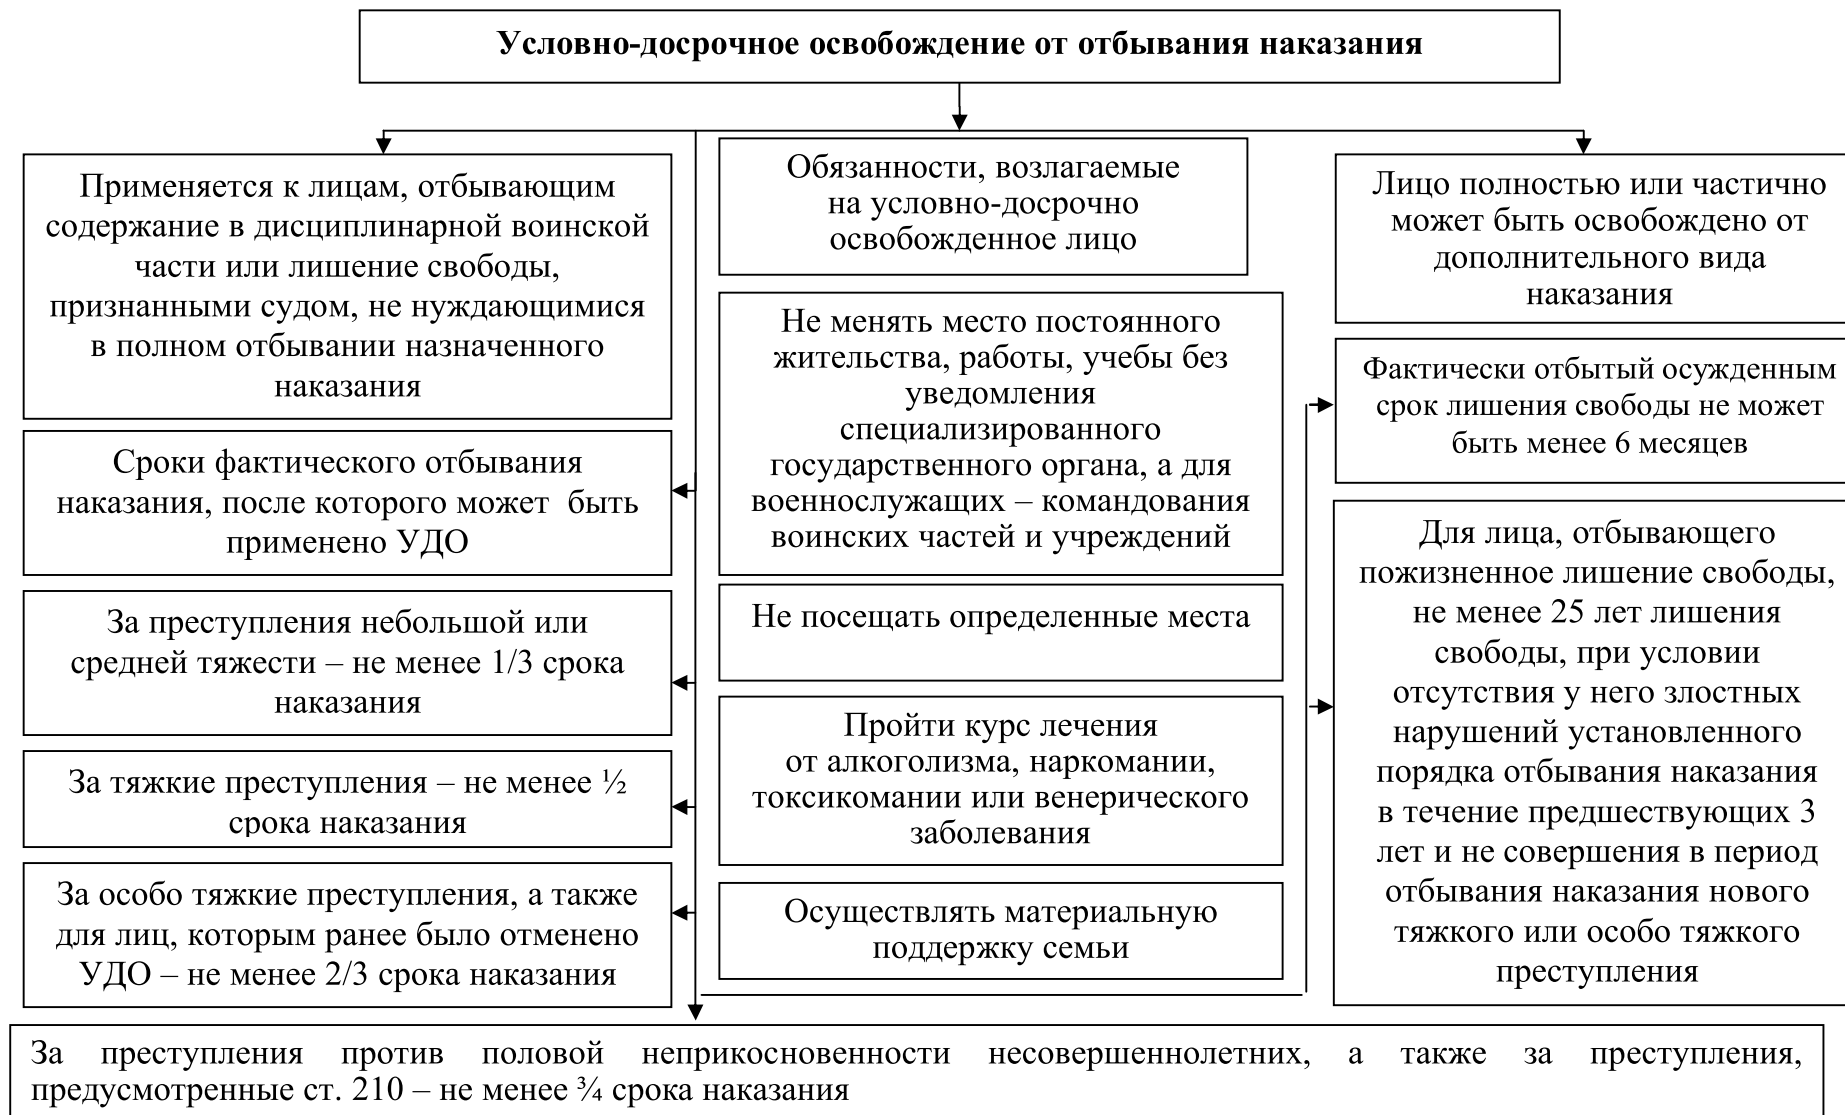 Условно-досрочное освобождение от отбывания наказания
Применяется к лицам, отбывающим
содержание в дисциплинарной воинской
части или лишение свободы,
признанными судом, не нуждающимися
в полном отбывании назначенного
наказания
Сроки фактического отбывания
наказания, после которого может быть
применено УДО
За преступления небольшой или
средней тяжести – не менее 1/3 срока
наказания
За тяжкие преступления – не менее ½
срока наказания
За особо тяжкие преступления, а также
для лиц, которым ранее было отменено
УДО – не менее 2/3 срока наказания
Обязанности, возлагаемые
на условно-досрочно
освобожденное лицо
Не менять место постоянного
жительства, работы, учебы без
уведомления
специализированного
государственного органа, а для
военнослужащих – командования
воинских частей и учреждений
Не посещать определенные места
Пройти курс лечения
от алкоголизма, наркомании,
токсикомании или венерического
заболевания
Осуществлять материальную
поддержку семьи
Лицо полностью или частично
может быть освобождено от
дополнительного вида
наказания
Фактически отбытый осужденным
срок лишения свободы не может
быть менее 6 месяцев
Для лица, отбывающего
пожизненное лишение свободы,
не менее 25 лет лишения
свободы, при условии
отсутствия у него злостных
нарушений установленного
порядка отбывания наказания
в течение предшествующих 3
лет и не совершения в период
отбывания наказания нового
тяжкого или особо тяжкого
преступления
За преступления против половой неприкосновенности несовершеннолетних, а также за преступления,
предусмотренные ст. 210 – не менее ¾ срока наказания